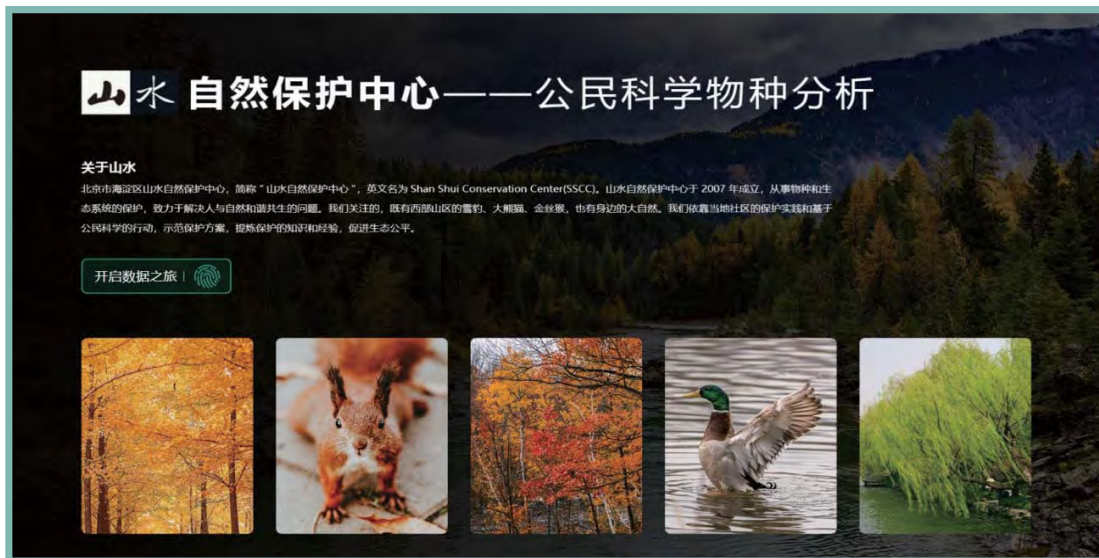 山水 自然保护中心——公民科学物种分析
关于山水
北京市海淀区山水自然保护中心，简称“山水自然保护中心”，英文名为 Shan Shui Conservation Center(SSCC)。山水自然保护中心于 2007 年成立，从事物种和生
态系统的保护，致力于解决人与自然和谐共生的问题。我们关注的，既有西部山区的雪豹、大熊猫、金丝猴，也有身边的大自然。我们依靠当地社区的保护实践和基于
公民科学的行动，示范保护方案，提炼保护的知识和经验，促进生态公平。
开启数据之旅